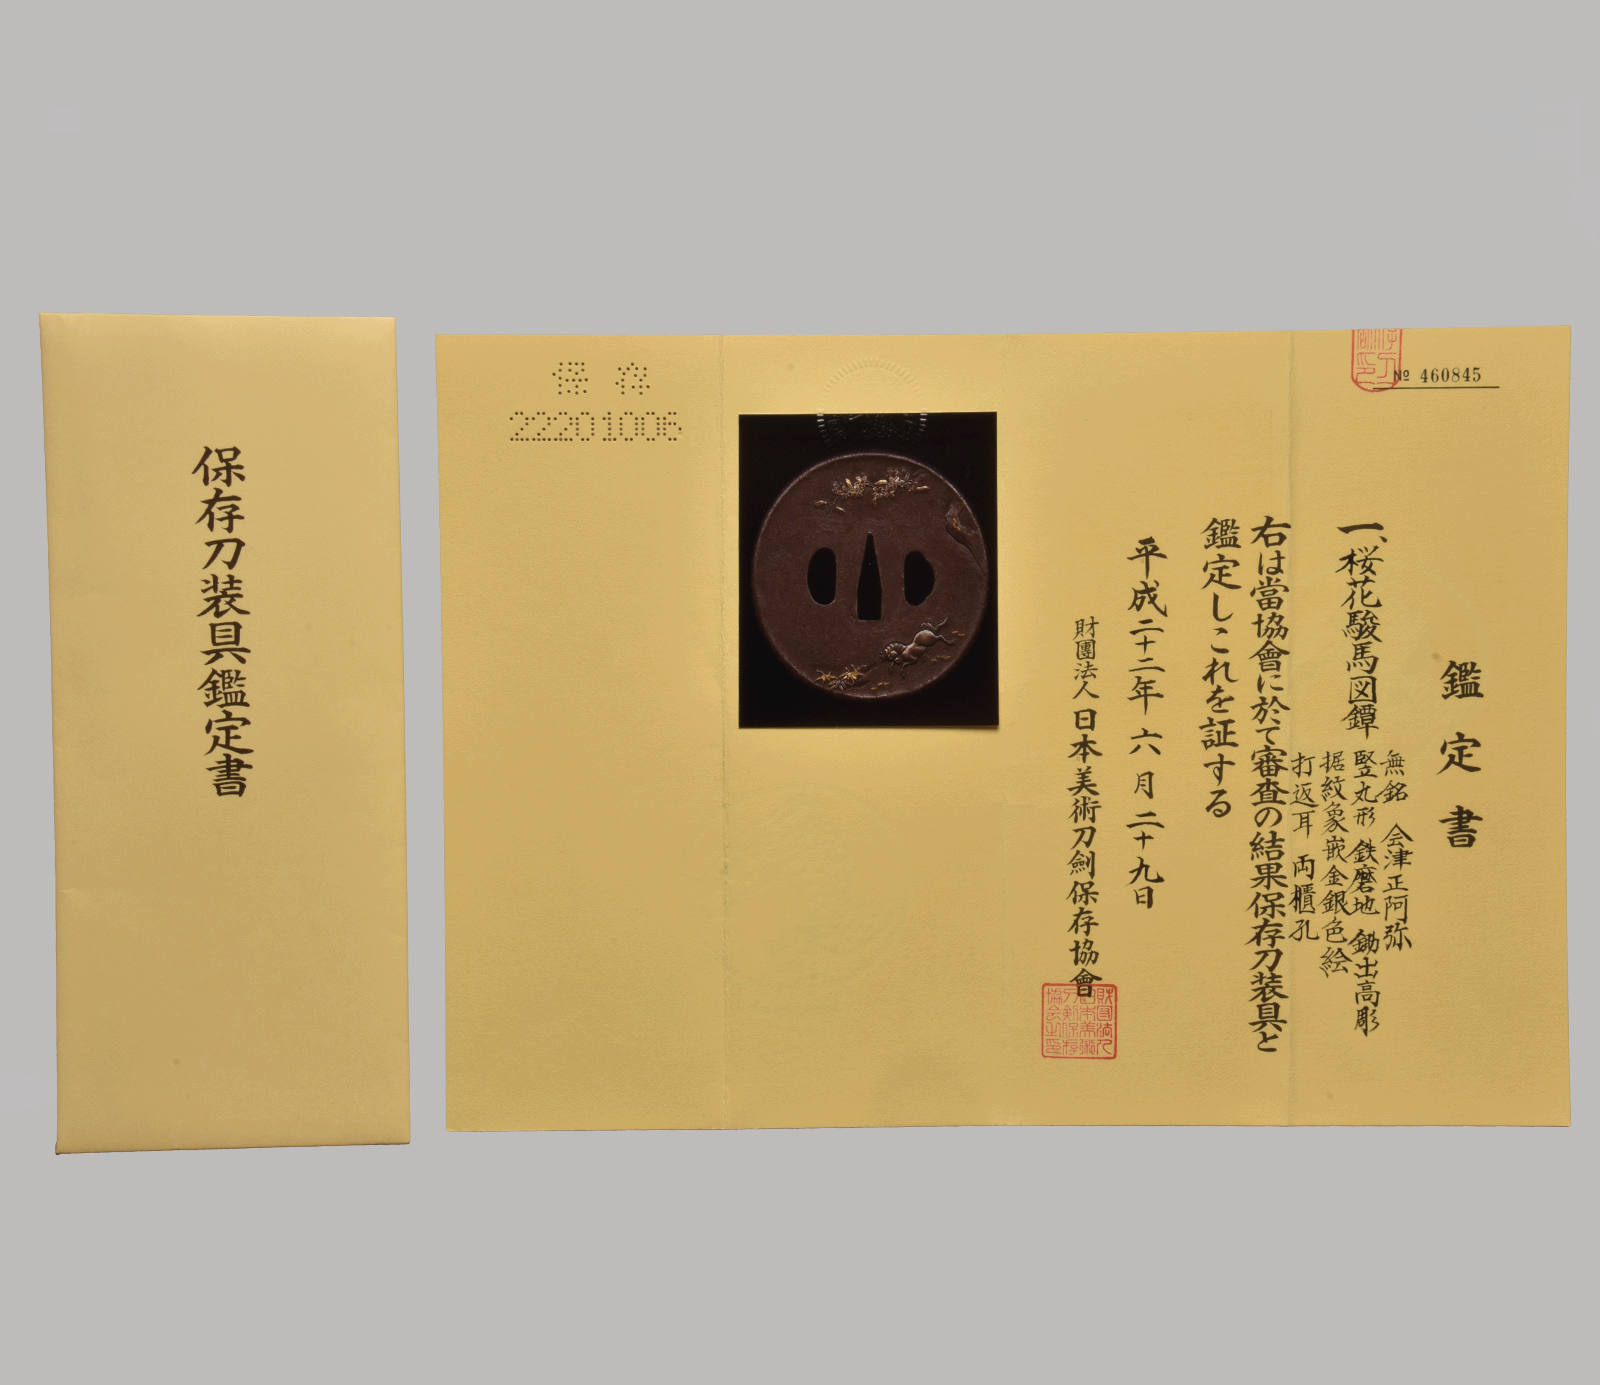 保存刀装具鑑定書
№ 460845
鑑定書
一、桜花駿馬図鐔
無銘 会津正阿弥
竪丸形 鉄磨地 鋤出高彫
据紋象嵌金銀色絵
打返耳 両櫃孔
右は當協會に於て審査の結果保存刀装具と
鑑定しこれを証する
平成二十二年六月二十九日
財團法人 日本美術刀劍保存協會
保存
22201006